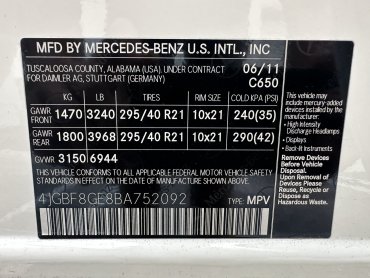 MFD BY MERCEDES-BENZ U.S. INTL., INC
TUSCALOOSA COUNTY, ALABAMA (USA). UNDER CONTRACT
FOR DAIMLER AG, STUTTGART (GERMANY)
06/11
C650
KG LB TIRES RIM SIZE COLD KPA (PSI)
GAWR FRONT 1470 3240 295/40 R21 10x21 240(35)
GAWR REAR 1800 3968 295/40 R21 10x21 290(42)
GVWR 3150 6944
THIS VEHICLE CONFORMS TO ALL APPLICABLE FEDERAL MOTOR VEHICLE
SAFETY STANDARDS IN EFFECT ON THE DATE OF MANUFACTURE SHOWN ABOVE.
4JGBF8GE8BA752092
TYPE: MPV
This vehicle may
include mercury-added
devices installed
from factory:
• High Intensity
Discharge Headlamps
• Displays
• Bact-R Instruments
Remove Devices
Before Vehicle
Disposal.
Upon Removal of
Devices Please Reuse,
Recycle or Dispose as
Hazardous Waste.